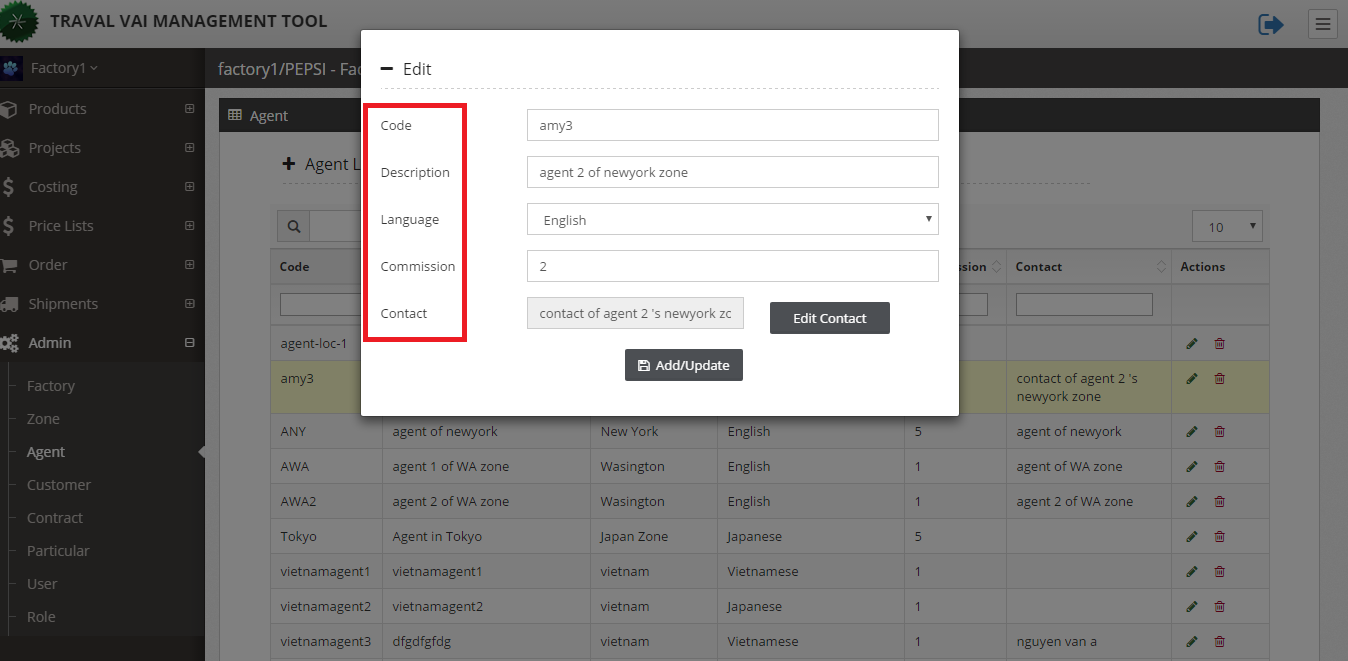 TRAVAL VAI MANAGEMENT TOOL
Factory1
factory1/PEPSI - Fac
Products
Projects
Costing
Price Lists
Order
Shipments
Admin
Factory
Zone
Agent
Customer
Contract
Particular
User
Role
Agent
Agent L
10
Code
ssion Contact Actions
agent-loc-1
amy3 contact of agent 2 's
newyork zone
ANY agent of newyork New York English 5 agent of newyork
AWA agent 1 of WA zone Wasington English 1 agent of WA zone
AWA2 agent 2 of WA zone Wasington English 1 agent 2 of WA zone
Tokyo Agent in Tokyo Japan Zone Japanese 5
vietnamagent1 vietnamagent1 vietnam Vietnamese 1
vietnamagent2 vietnamagent2 vietnam Japanese 1
vietnamagent3 dfgdfgfdg vietnam Vietnamese 1 nguyen van a
Edit
Code amy3
Description agent 2 of newyork zone
Language English
Commission 2
Contact contact of agent 2 's newyork zc Edit Contact
Add/Update